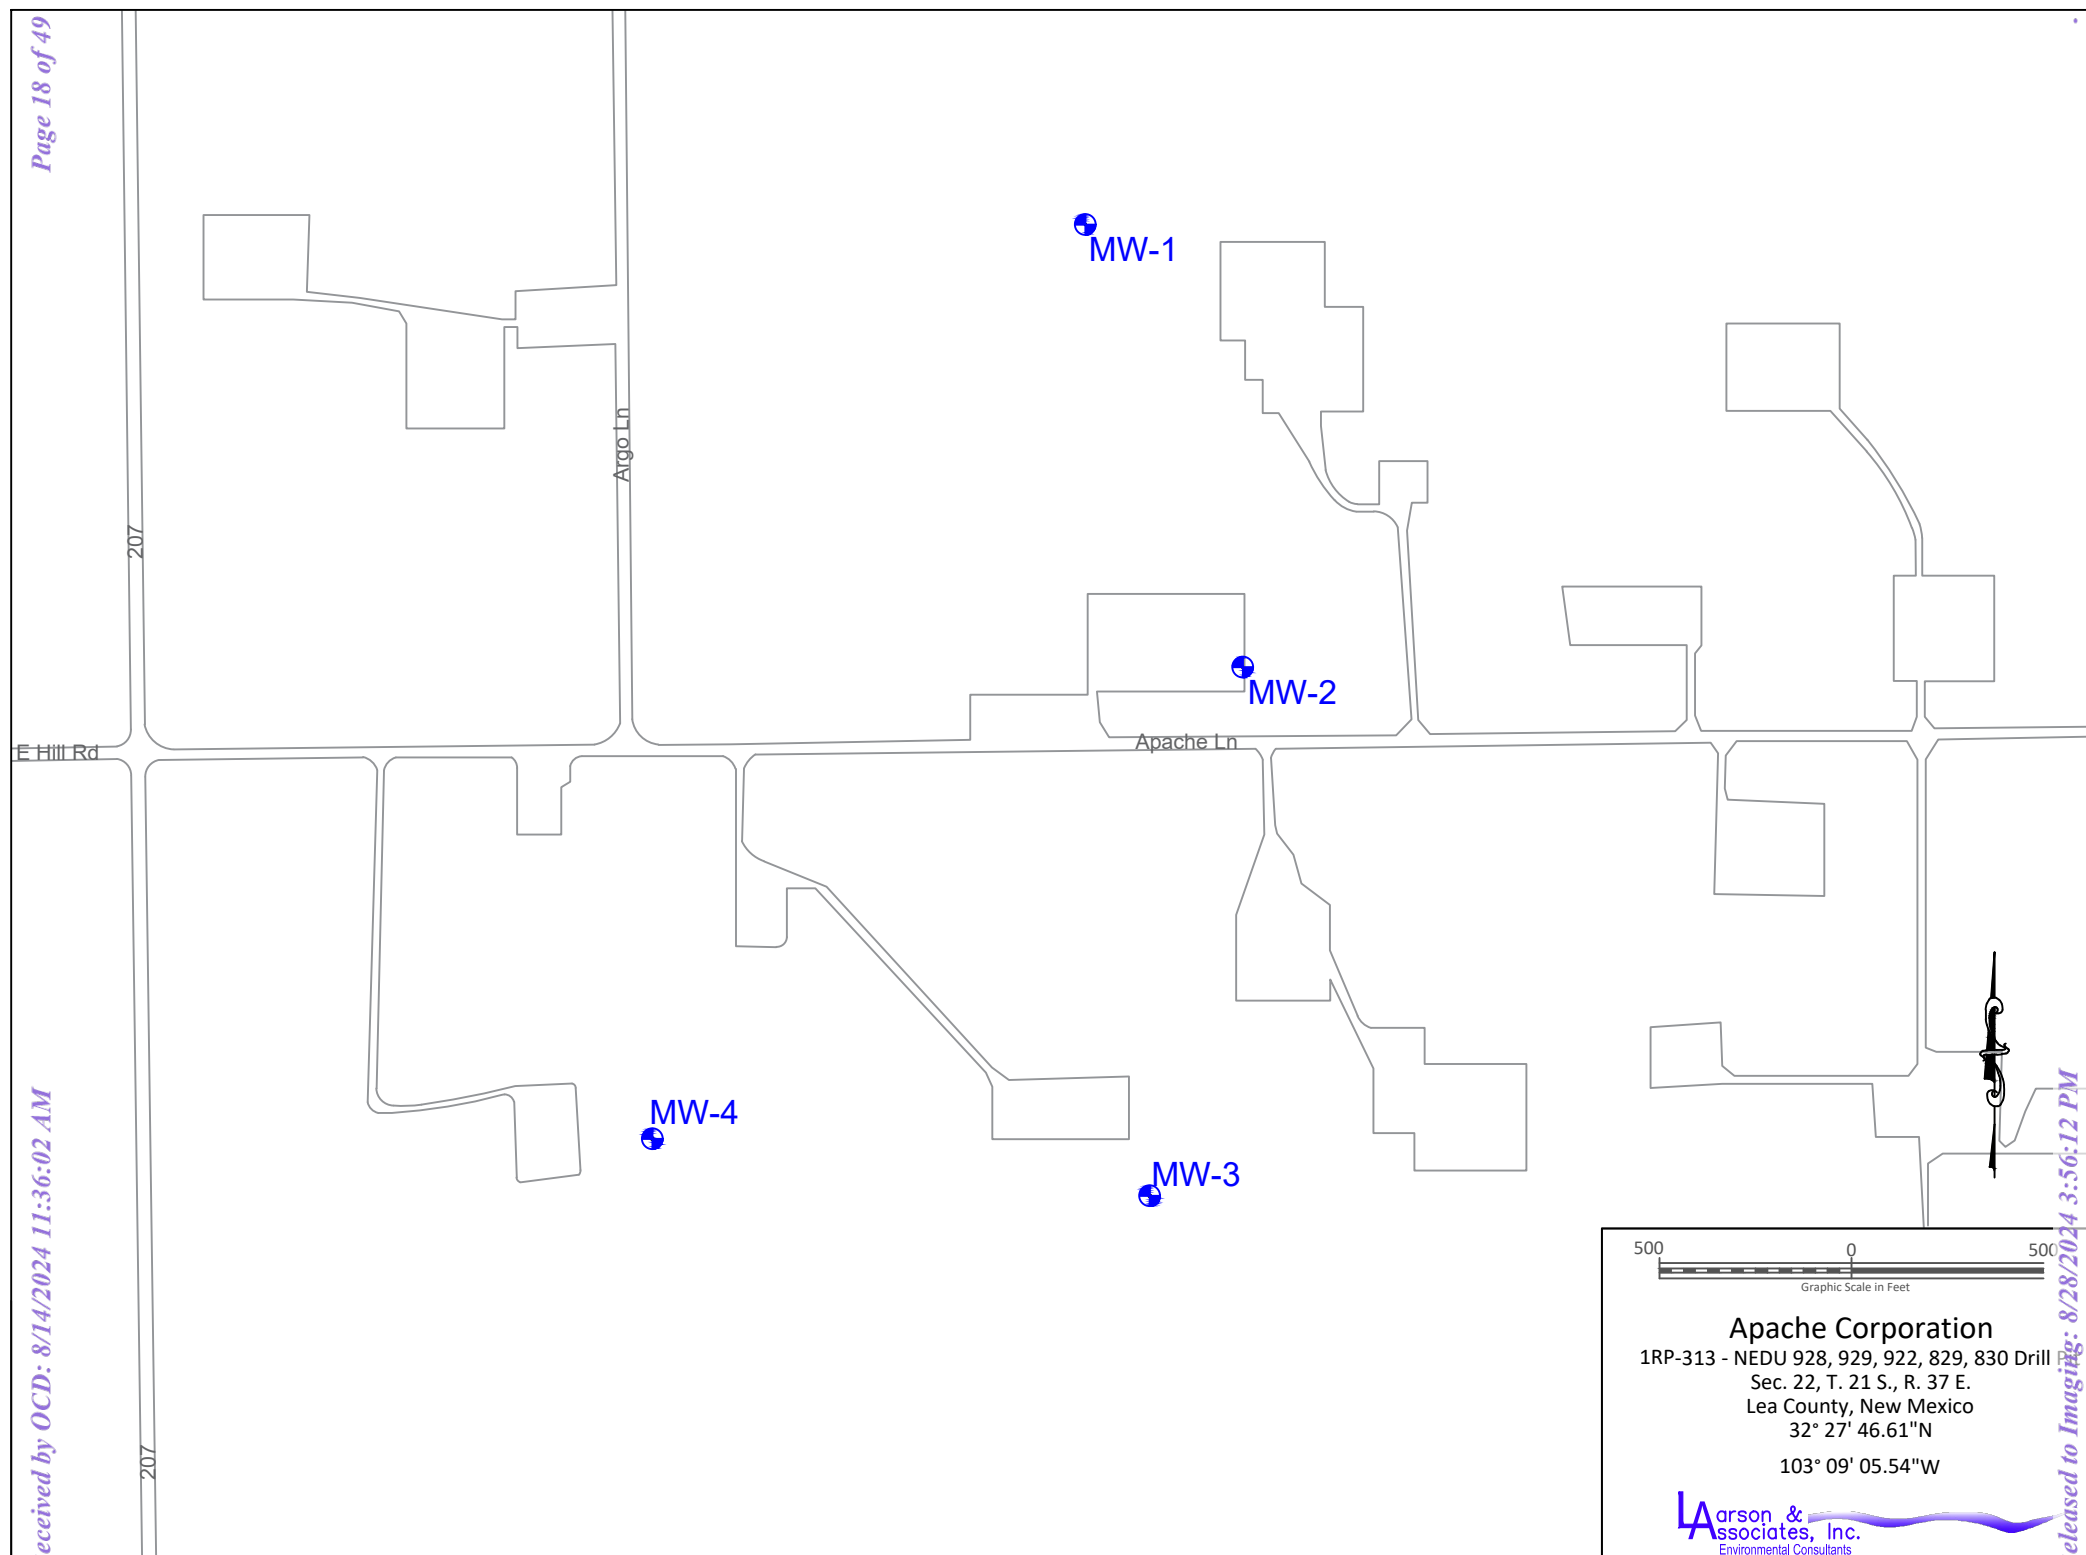 Page 18 of 49
MW-1
Argo Ln
207
MW-2
Apache Ln
E Hill Rd
MW-4
MW-3
207
eceived by OCD: 8/14/2024 11:36:02 AM
eleased to Imaging: 8/28/2024 3:56:12 PM
500 0 500
Graphic Scale in Feet
Apache Corporation
1RP-313 - NEDU 928, 929, 922, 829, 830 Drill
Sec. 22, T. 21 S., R. 37 E.
Lea County, New Mexico
32° 27' 46.61"N
103° 09' 05.54"W
Larson &
Associates, Inc.
Environmental Consultants